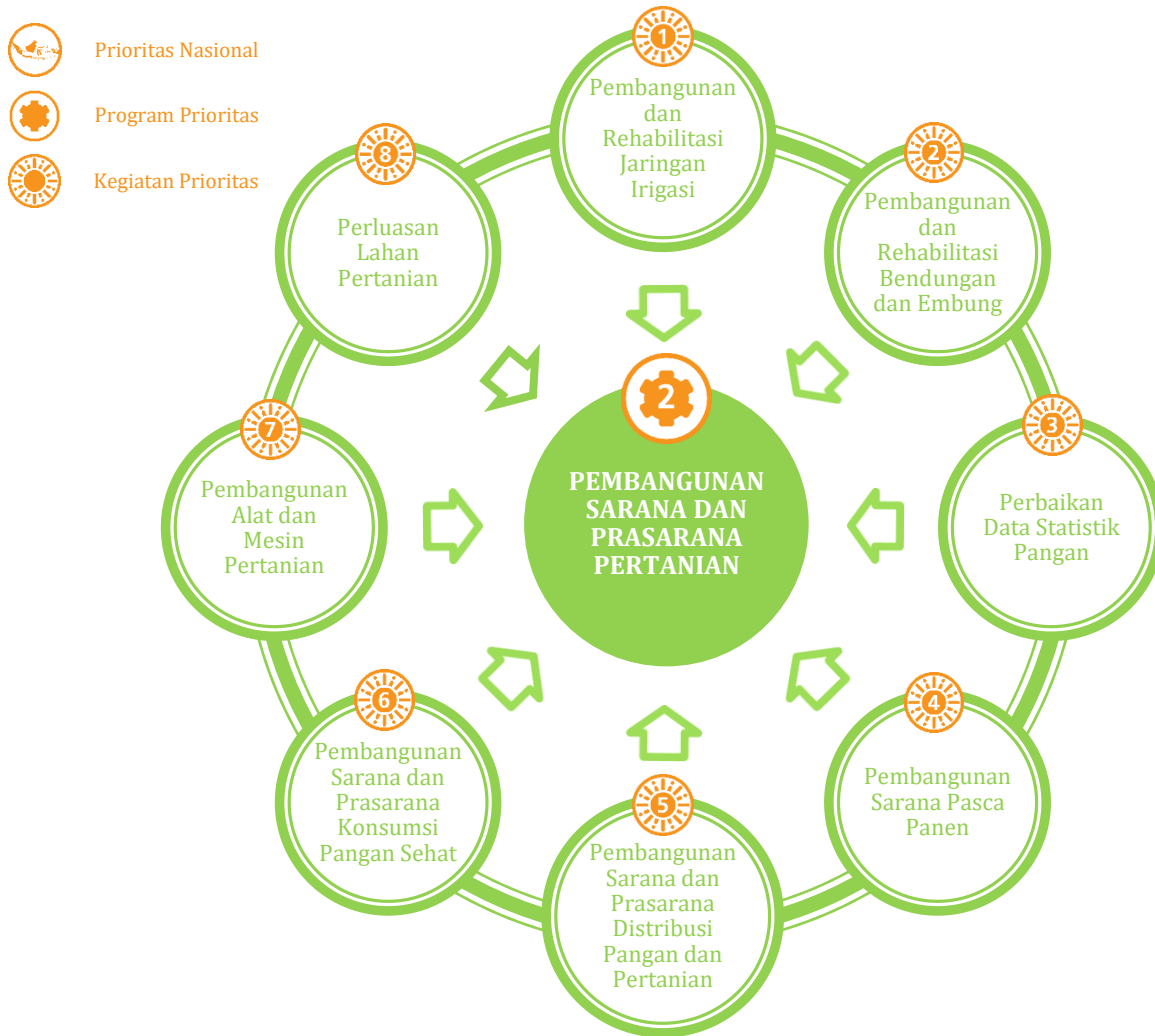 Prioritas Nasional
Program Prioritas
Kegiatan Prioritas
1
Pembangunan
dan
Rehabilitasi
Jaringan
Irigasi
2
Pembangunan
dan
Rehabilitasi
Bendungan
dan Embung
3
Perbaikan
Data Statistik
Pangan
4
Pembangunan
Sarana Pasca
Panen
5
Pembangunan
Sarana dan
Prasarana
Distribusi
Pangan dan
Pertanian
6
Pembangunan
Sarana dan
Prasarana
Konsumsi
Pangan Sehat
7
Pembangunan
Alat dan
Mesin
Pertanian
8
Perluasan
Lahan
Pertanian
2
PEMBANGUNAN
SARANA DAN
PRASARANA
PERTANIAN